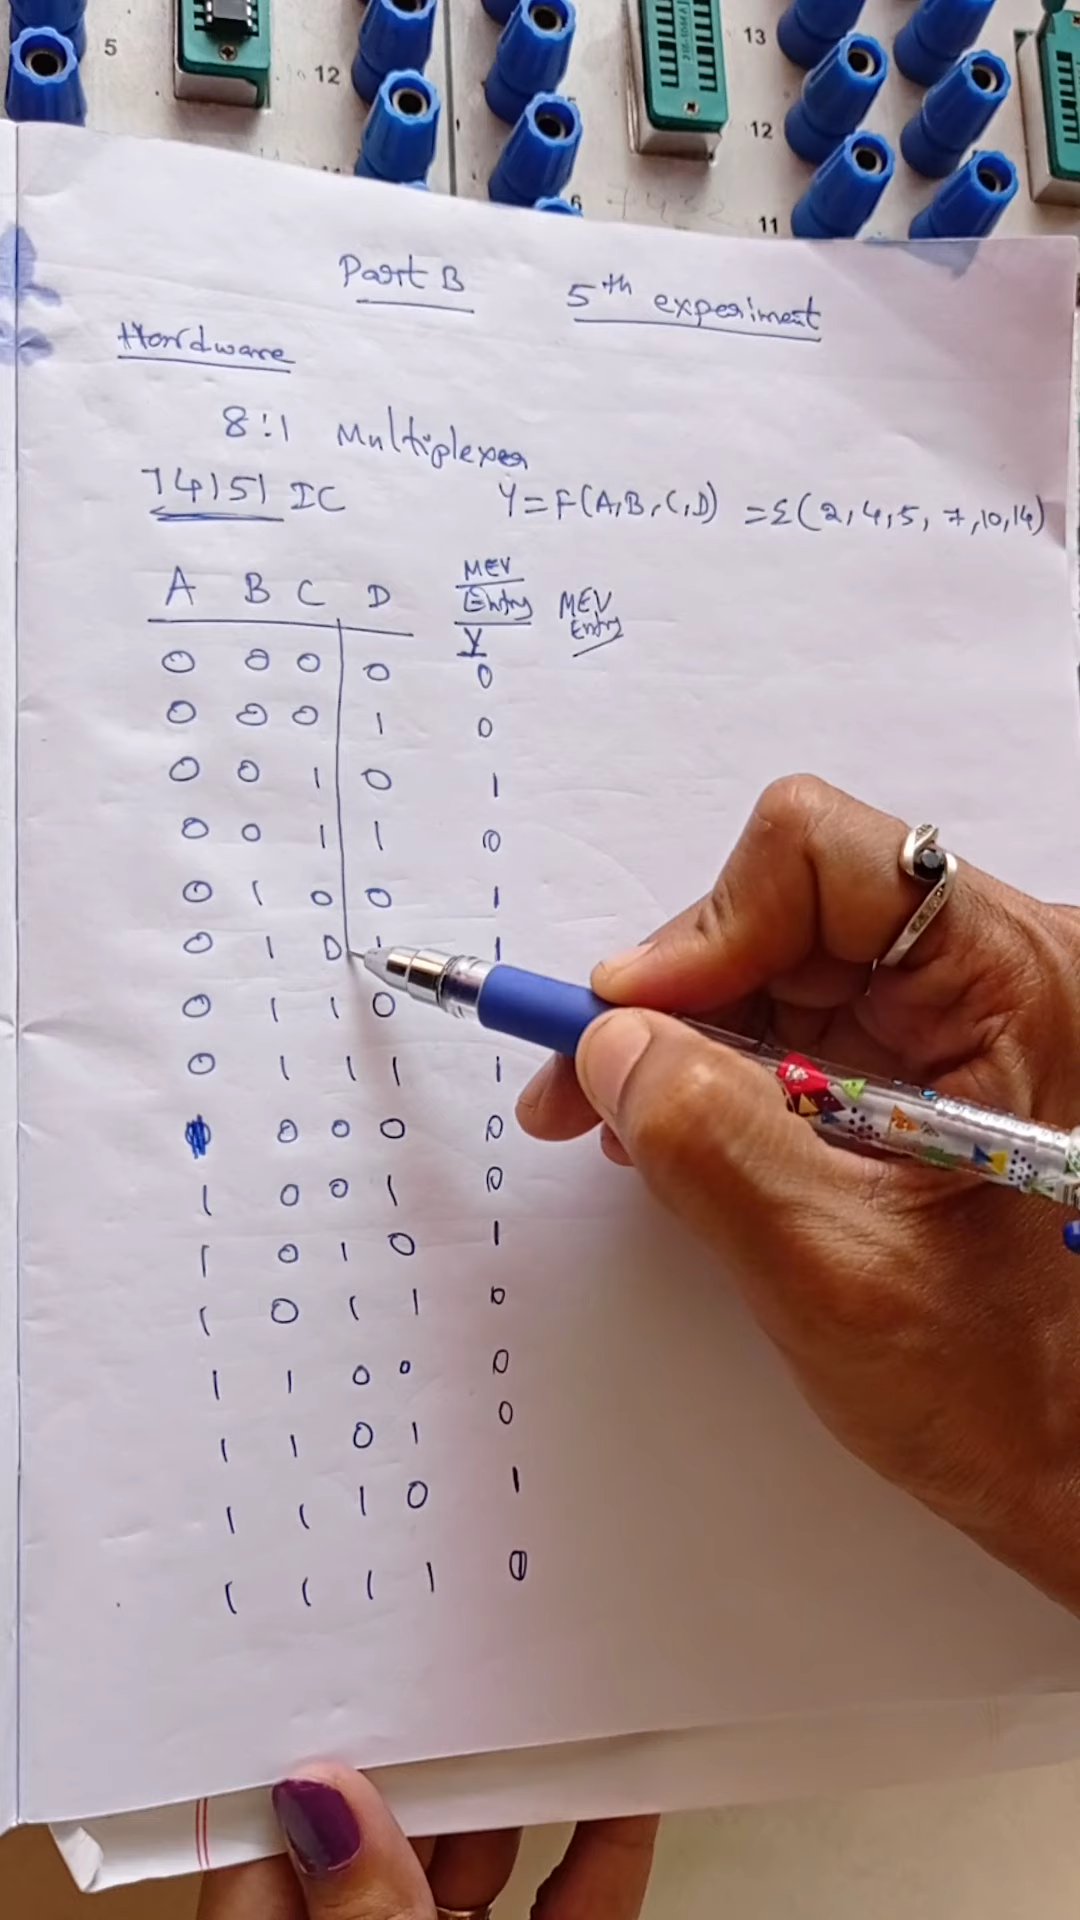 5
12
13
12
6
7432
11
Part B 5th experiment
Hardware
8:1 Multiplexer
74151 IC Y=F(A,B,C,D) =Σ(2,4,5,7,10,14)
A B C D MEV Entry Y MEV Entry
0 0 0 0 0
0 0 0 1 0
0 0 1 0 1
0 0 1 1 0
0 1 0 0 1
0 1 0 1 1
0 1 1 0
0 1 1 1 1
0 0 0 0
1 0 0 1 0
1 0 1 0 1
1 0 1 1 0
1 1 0 0 0
1 1 0 1 0
1 1 1 0 1
1 1 1 1 0